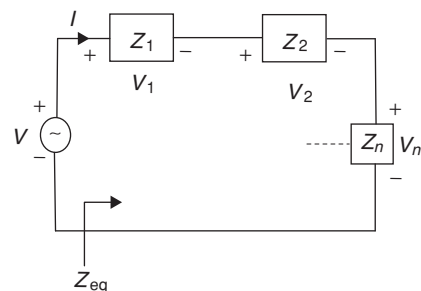 I
+ Z1 − + Z2 −
V1 V2
+ +
V ~ Zn Vn
− −
Zeq